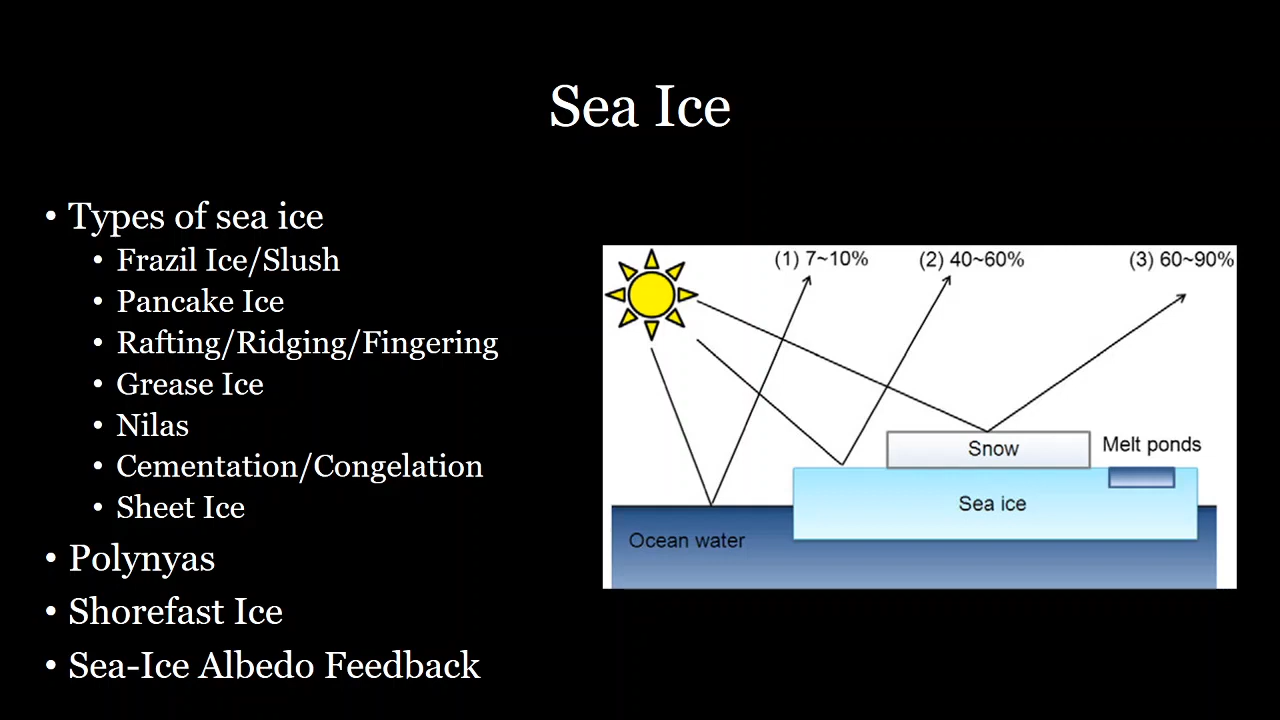 Sea Ice
• Types of sea ice
• Frazil Ice/Slush
• Pancake Ice
• Rafting/Ridging/Fingering
• Grease Ice
• Nilas
• Cementation/Congelation
• Sheet Ice
• Polynyas
• Shorefast Ice
• Sea-Ice Albedo Feedback
(1) 7~10% (2) 40~60% (3) 60~90%
Snow
Melt ponds
Sea ice
Ocean water